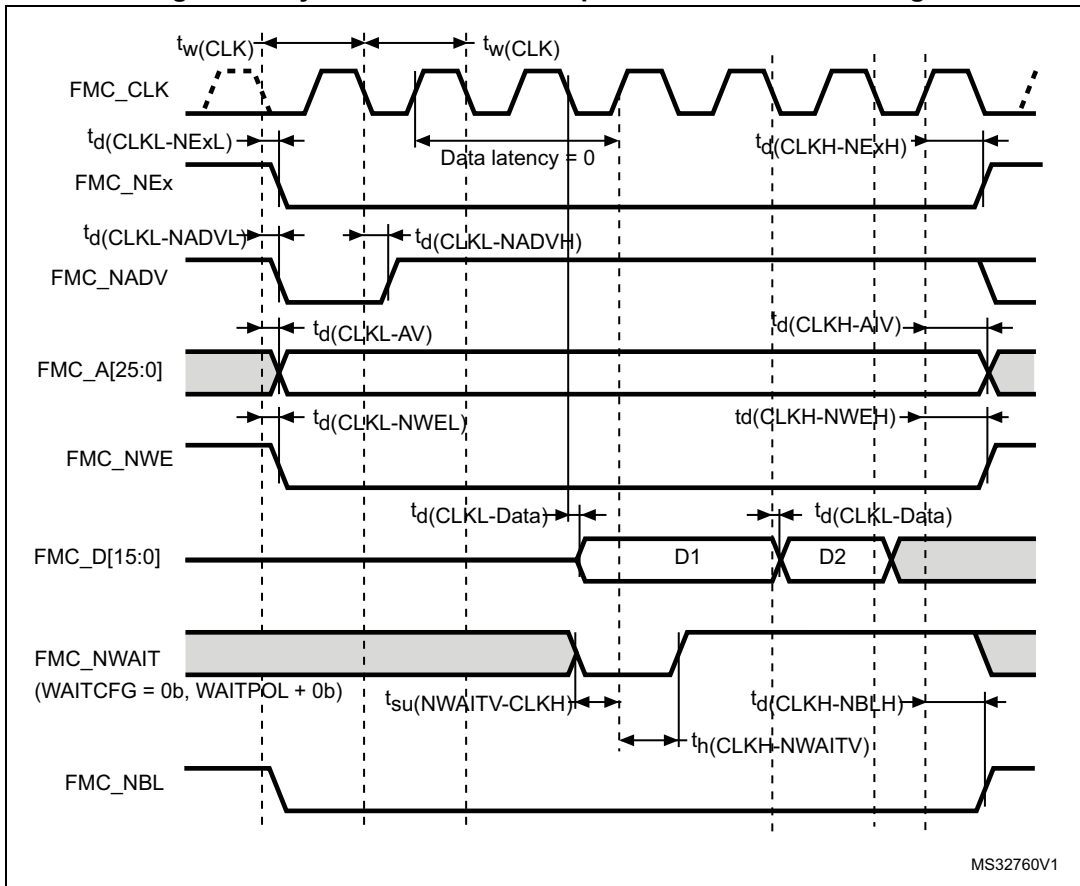 tw(CLK) tw(CLK)
FMC_CLK
td(CLKL-NExL) td(CLKH-NExH)
Data latency = 0
FMC_NEx
td(CLKL-NADVL) td(CLKL-NADVH)
FMC_NADV
td(CLKL-AV) td(CLKH-AIV)
FMC_A[25:0]
td(CLKL-NWEL) td(CLKH-NWEH)
FMC_NWE
td(CLKL-Data) td(CLKL-Data)
FMC_D[15:0] D1 D2
FMC_NWAIT
(WAITCFG = 0b, WAITPOL + 0b)
tsu(NWAITV-CLKH) td(CLKH-NBLH)
th(CLKH-NWAITV)
FMC_NBL
MS32760V1